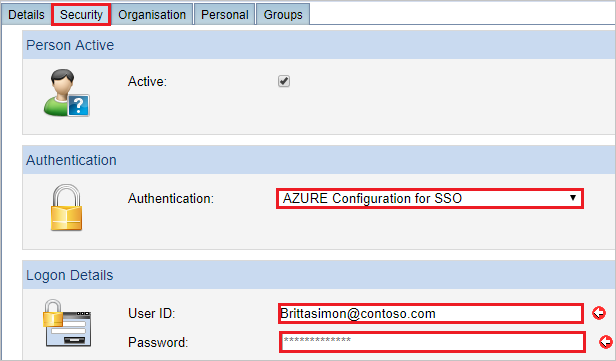 Details Security Organisation Personal Groups
Person Active
Active:
Authentication
Authentication: AZURE Configuration for SSO
Logon Details
User ID: Brittasimon@contoso.com
Password: *************